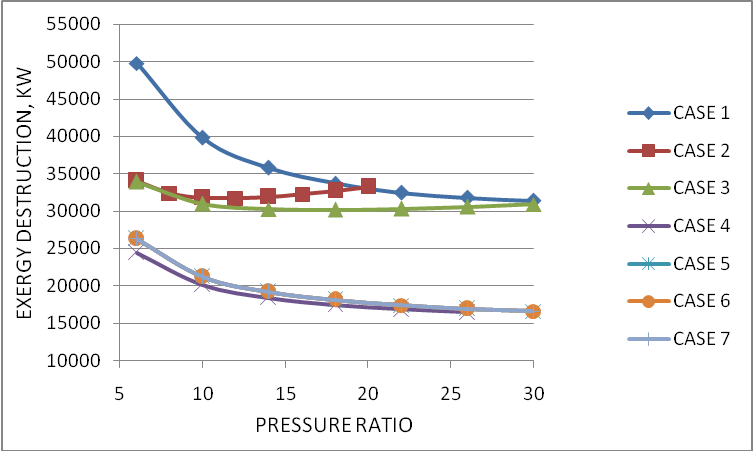 55000
50000
45000
40000
35000
30000
25000
20000
15000
10000
EXERGY DESTRUCTION, KW
5 10 15 20 25 30
PRESSURE RATIO
CASE 1
CASE 2
CASE 3
CASE 4
CASE 5
CASE 6
CASE 7